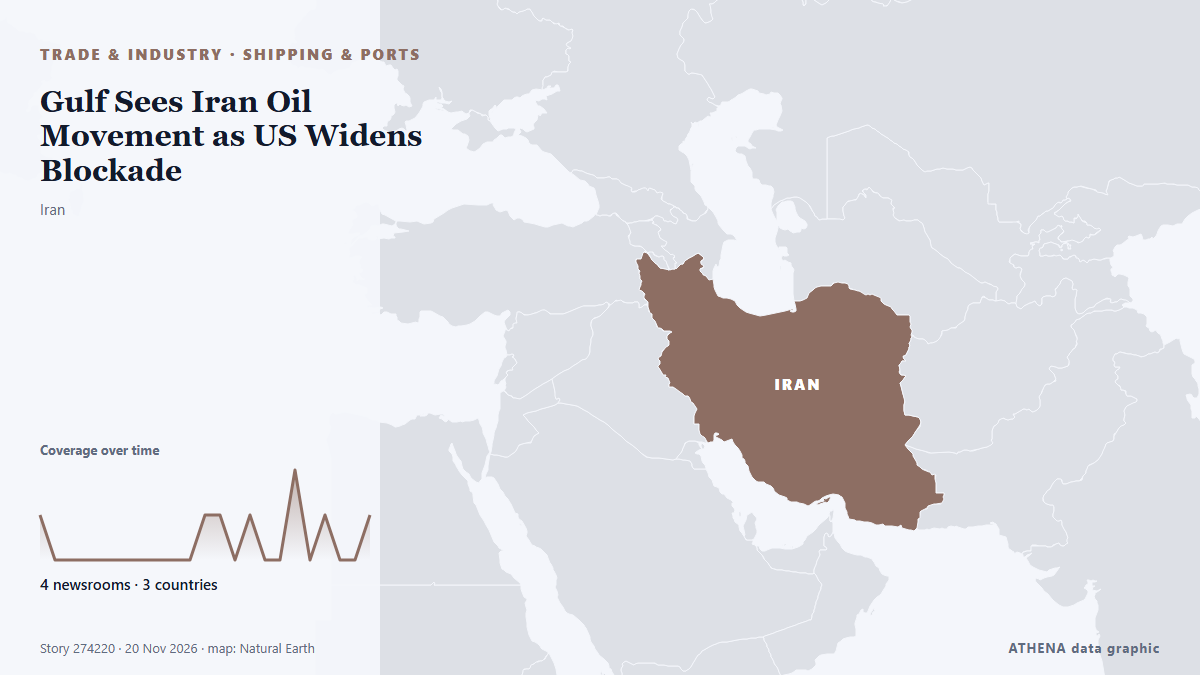 TRADE & INDUSTRY · SHIPPING & PORTS
Gulf Sees Iran Oil
Movement as US Widens
Blockade
Iran
IRAN
Coverage over time
4 newsrooms · 3 countries
Story 274220 · 20 Nov 2026 · map: Natural Earth
ATHENA data graphic